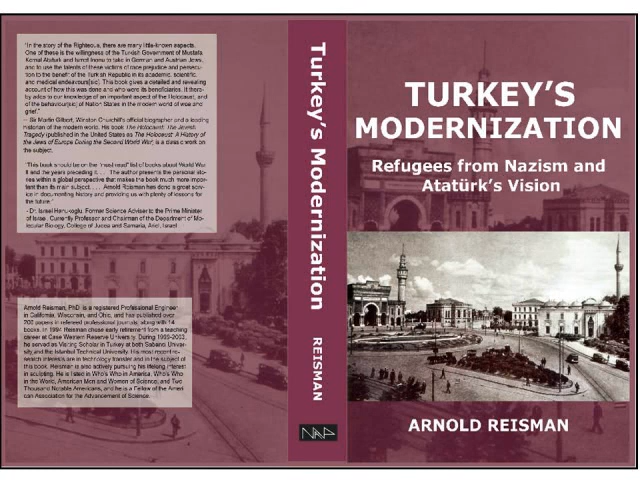 "In the story of the Righteous, there are many little-known aspects.
One of these is the willingness of the Turkish Government of Mustafa
Kemal Atatürk and Ismet Inonu to take in German and Austrian Jews,
and to use the talents of these victims of race prejudice and persecu-
tion to the benefit of the Turkish Republic in its academic, scientific,
and medical endeavours[sic]. This book gives a detailed and revealing
account of how this was done and who were its beneficiaries. It there-
by adds to our knowledge of an important aspect of the Holocaust, and
of the behaviour[sic] of Nation States in the modern world of woe and
grief."
- Sir Martin Gilbert, Winston Churchill's official biographer and a leading
historian of the modern world. His book The Holocaust: The Jewish
Tragedy (published in the United States as The Holocaust: A History of
the Jews of Europe During the Second World War) is a classic work on
the subject.
"This book should be on the "must-read" list of books about World War
II and the years preceding it. . . . The author presents the personal sto-
ries within a global perspective that makes the book much more impor-
tant than its main subject. . . . Arnold Reisman has done a great serv-
ice in documenting history and providing us with plenty of lessons for
the future."
- Dr. Israel Hanukoglu, Former Science Adviser to the Prime Minister
of Israel. Currently Professor and Chairman of the Department of Mo-
lecular Biology, College of Judea and Samaria, Ariel, Israel
Arnold Reisman, PhD is a registered Professional Engineer
in California, Wisconsin, and Ohio, and has published over
200 papers in refereed professional journals, along with 14
books. In 1994, Reisman chose early retirement from a teaching
career at Case Western Reserve University. During 1999-2003,
he served as Visiting Scholar in Turkey at both Sabanci Univer-
sity and the Istanbul Technical University. His most recent re-
search interests are in technology transfer and in the subject of
this book. Reisman is also actively pursuing his lifelong interest
in sculpting. He is listed in Who's Who in America, Who's Who
in the World, American Men and Women of Science, and Two
Thousand Notable Americans, and he is a Fellow of the Ameri-
can Association for the Advancement of Science.
Turkey's Modernization
REISMAN
NAP
TURKEY'S
MODERNIZATION
Refugees from Nazism and
Atatürk's Vision
ARNOLD REISMAN